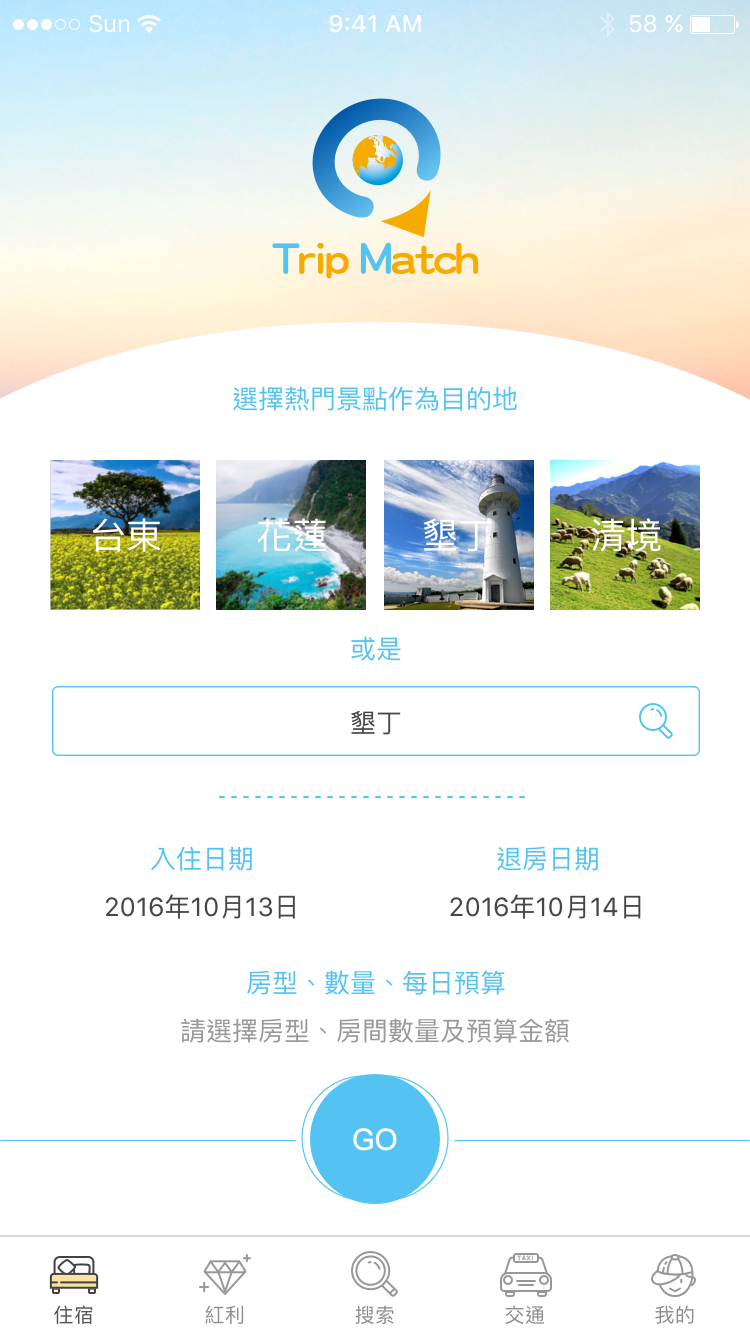 Sun 9:41 AM 58 %
Trip Match
選擇熱門景點作為目的地
台東 花蓮 墾丁 清境
或是
墾丁
入住日期 退房日期
2016年10月13日 2016年10月14日
房型、數量、每日預算
請選擇房型、房間數量及預算金額
GO
TAXI
住宿 紅利 搜索 交通 我的